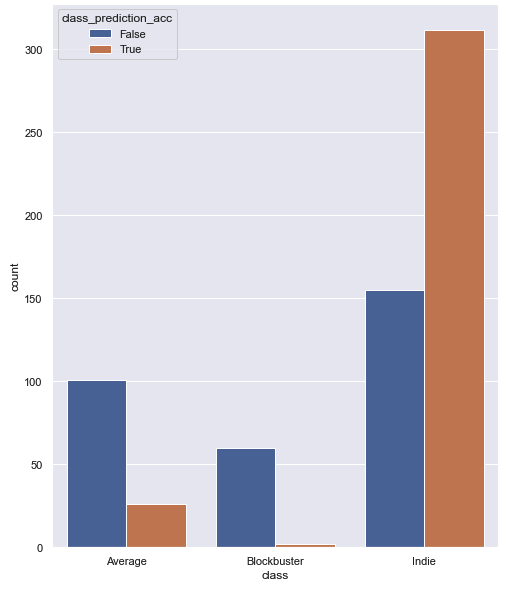 class_prediction_acc
False
True
300
250
200
150
100
50
0
count
Average
Blockbuster
Indie
class